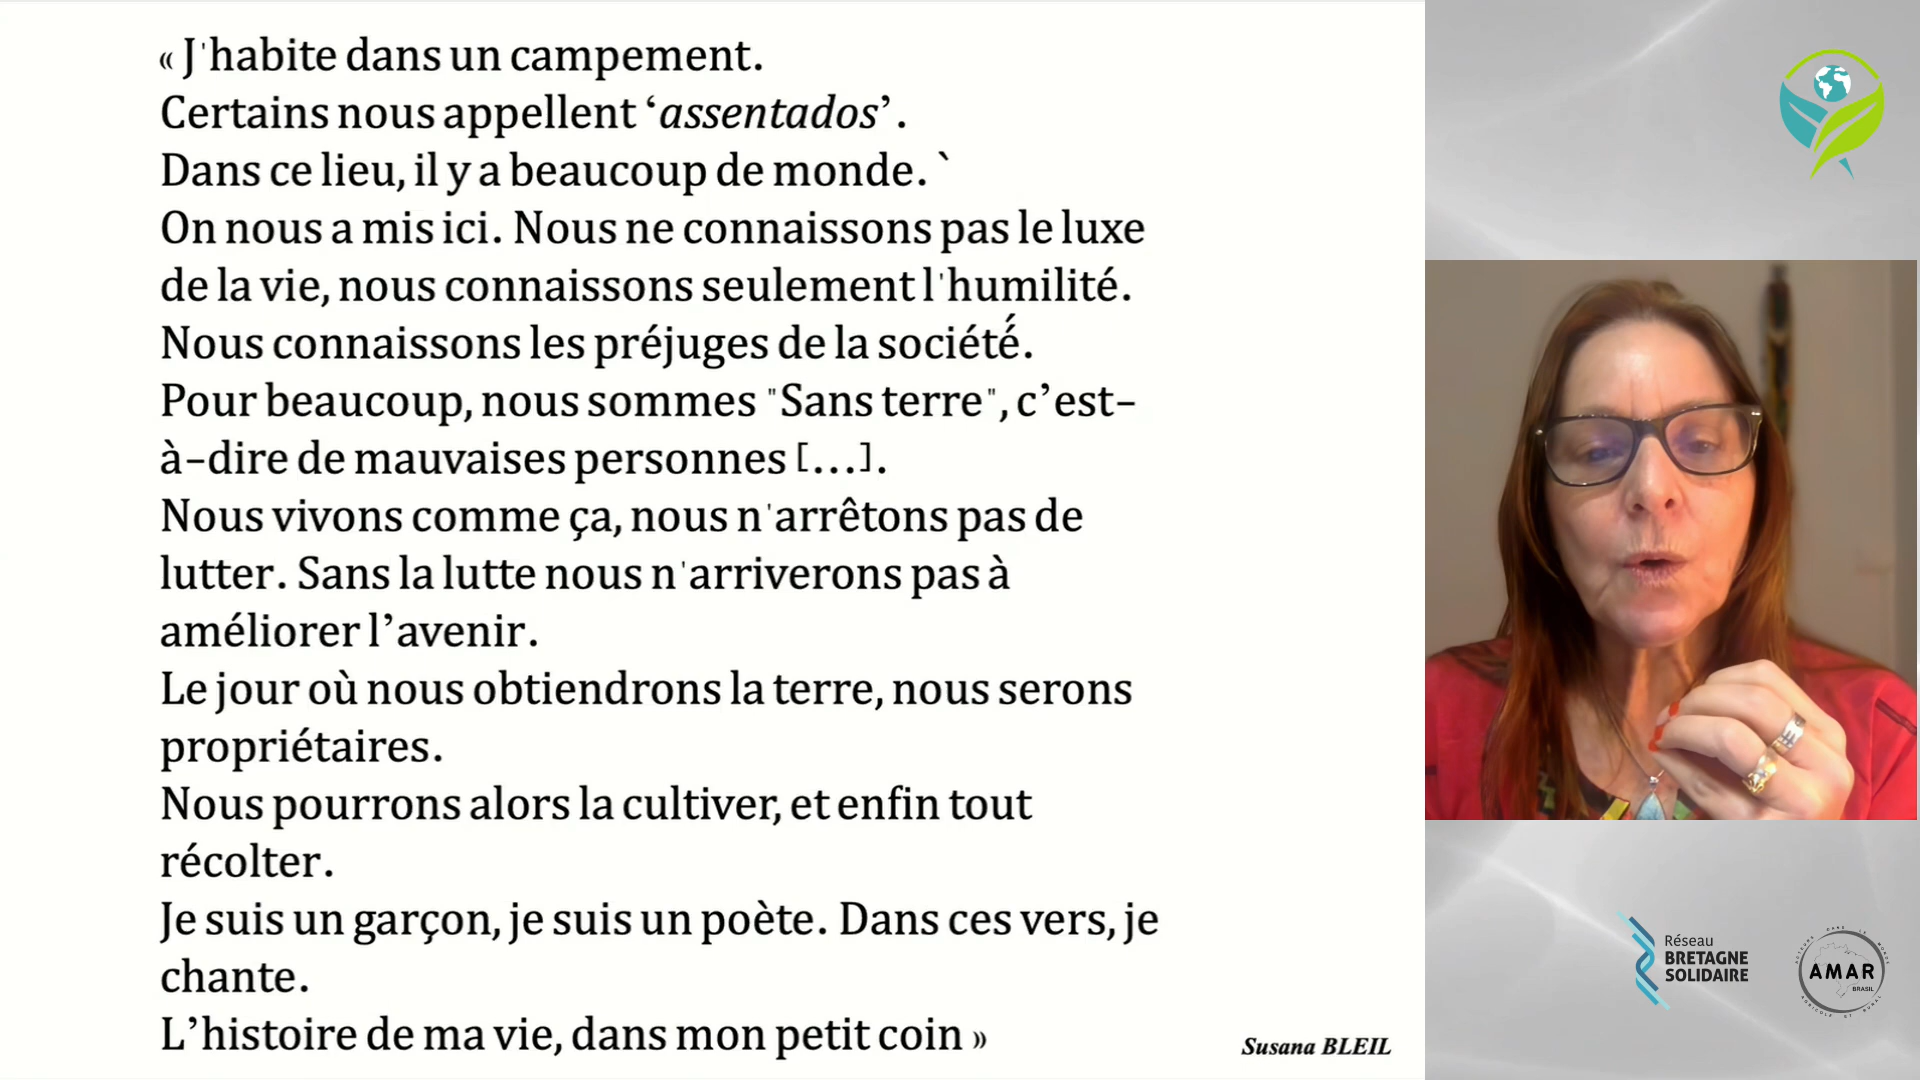 « J'habite dans un campement.
Certains nous appellent ‘assentados’.
Dans ce lieu, il y a beaucoup de monde. `
On nous a mis ici. Nous ne connaissons pas le luxe
de la vie, nous connaissons seulement l'humilité.
Nous connaissons les préjuges de la société́.
Pour beaucoup, nous sommes "Sans terre", c’est-
à-dire de mauvaises personnes [...].
Nous vivons comme ça, nous n'arrêtons pas de
lutter. Sans la lutte nous n'arriverons pas à
améliorer l’avenir.
Le jour où nous obtiendrons la terre, nous serons
propriétaires.
Nous pourrons alors la cultiver, et enfin tout
récolter.
Je suis un garçon, je suis un poète. Dans ces vers, je
chante.
L’histoire de ma vie, dans mon petit coin »
Susana BLEIL
Réseau
BRETAGNE
SOLIDAIRE
AMAR
BRASIL